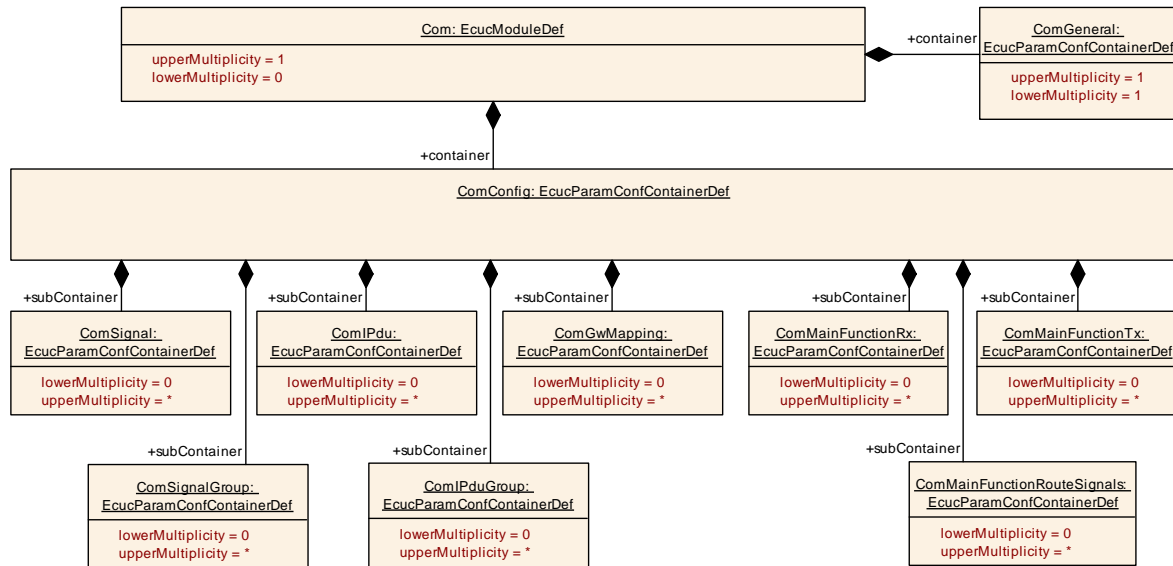 Com: EcucModuleDef
upperMultiplicity = 1
lowerMultiplicity = 0
+container
ComGeneral:
EcucParamConfContainerDef
upperMultiplicity = 1
lowerMultiplicity = 1
+container
ComConfig: EcucParamConfContainerDef
+subContainer
+subContainer
+subContainer
+subContainer
+subContainer
ComSignal:
EcucParamConfContainerDef
lowerMultiplicity = 0
upperMultiplicity = *
ComIPdu:
EcucParamConfContainerDef
lowerMultiplicity = 0
upperMultiplicity = *
ComGwMapping:
EcucParamConfContainerDef
lowerMultiplicity = 0
upperMultiplicity = *
ComMainFunctionRx:
EcucParamConfContainerDef
lowerMultiplicity = 0
upperMultiplicity = *
ComMainFunctionTx:
EcucParamConfContainerDef
lowerMultiplicity = 0
upperMultiplicity = *
+subContainer
+subContainer
+subContainer
ComSignalGroup:
EcucParamConfContainerDef
lowerMultiplicity = 0
upperMultiplicity = *
ComIPduGroup:
EcucParamConfContainerDef
lowerMultiplicity = 0
upperMultiplicity = *
ComMainFunctionRouteSignals:
EcucParamConfContainerDef
lowerMultiplicity = 0
upperMultiplicity = *